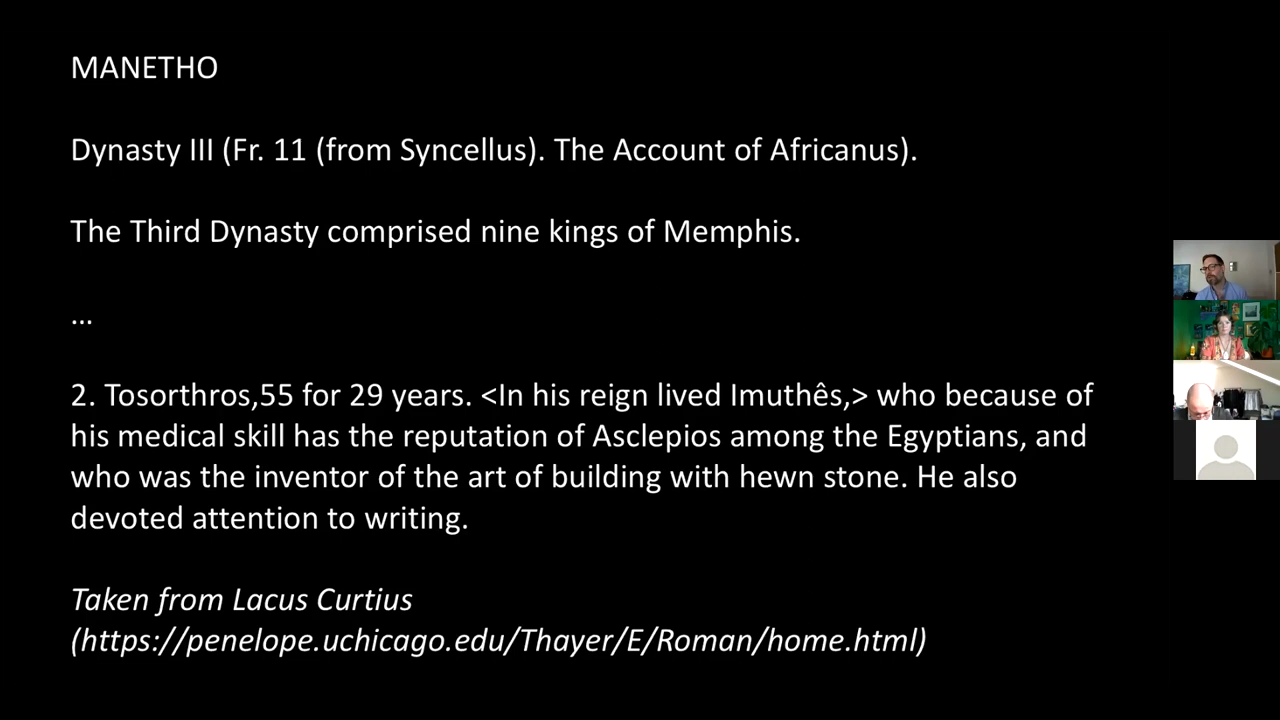 MANETHO
Dynasty III (Fr. 11 (from Syncellus). The Account of Africanus).
The Third Dynasty comprised nine kings of Memphis.
...
2. Tosorthros,55 for 29 years. <In his reign lived Imuthês,> who because of
his medical skill has the reputation of Asclepios among the Egyptians, and
who was the inventor of the art of building with hewn stone. He also
devoted attention to writing.
Taken from Lacus Curtius
(https://penelope.uchicago.edu/Thayer/E/Roman/home.html)